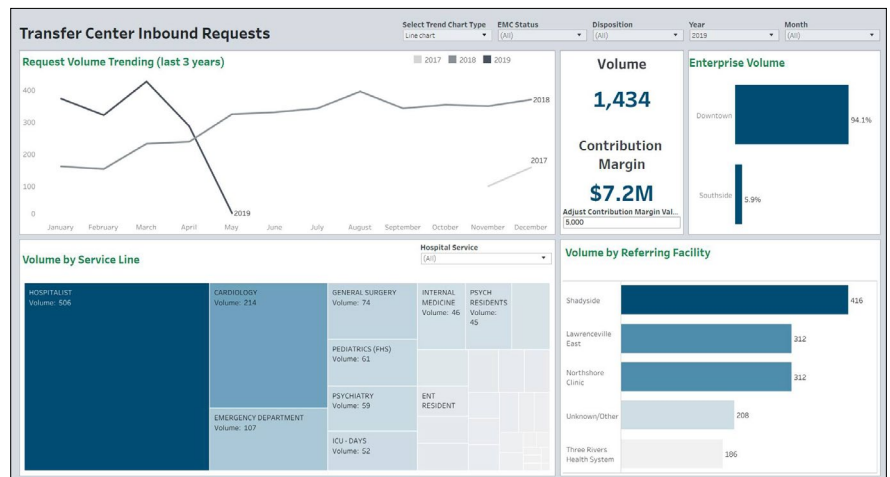 Transfer Center Inbound Requests
Select Trend Chart Type
Line chart
EMC Status
(All)
Disposition
(All)
Year
2019
Month
(All)
Request Volume Trending (last 3 years)
2017 2018 2019
400
300
200
100
0
2018
2017
2019
January February March April May June July August September October November December
Volume
1,434
Contribution
Margin
$7.2M
Adjust Contribution Margin Val...
5,000
Enterprise Volume
Downtown
94.1%
Southside
5.9%
Volume by Service Line
Hospital Service
(All)
HOSPITALIST
Volume: 506
CARDIOLOGY
Volume: 214
EMERGENCY DEPARTMENT
Volume: 107
GENERAL SURGERY
Volume: 74
PEDIATRICS (FHS)
Volume: 61
PSYCHIATRY
Volume: 59
ICU - DAYS
Volume: 52
INTERNAL
MEDICINE
Volume: 46
PSYCH
RESIDENTS
Volume:
45
ENT
RESIDENT
Volume by Referring Facility
Shadyside
416
Lawrenceville
East
312
Northshore
Clinic
312
Unknown/Other
208
Three Rivers
Health System
186